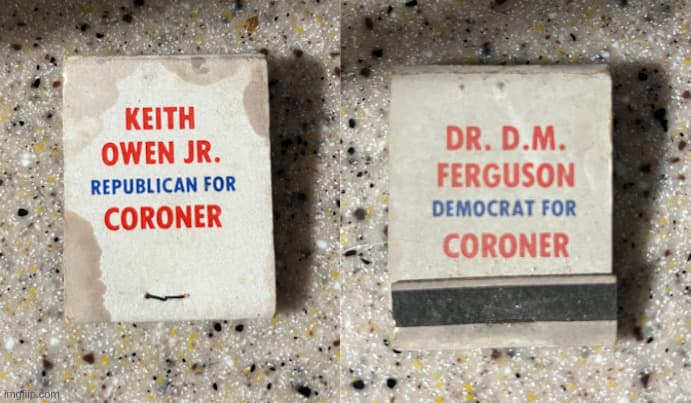 KEITH
OWEN JR.
REPUBLICAN FOR
CORONER
DR. D.M.
FERGUSON
DEMOCRAT FOR
CORONER
imgflip.com